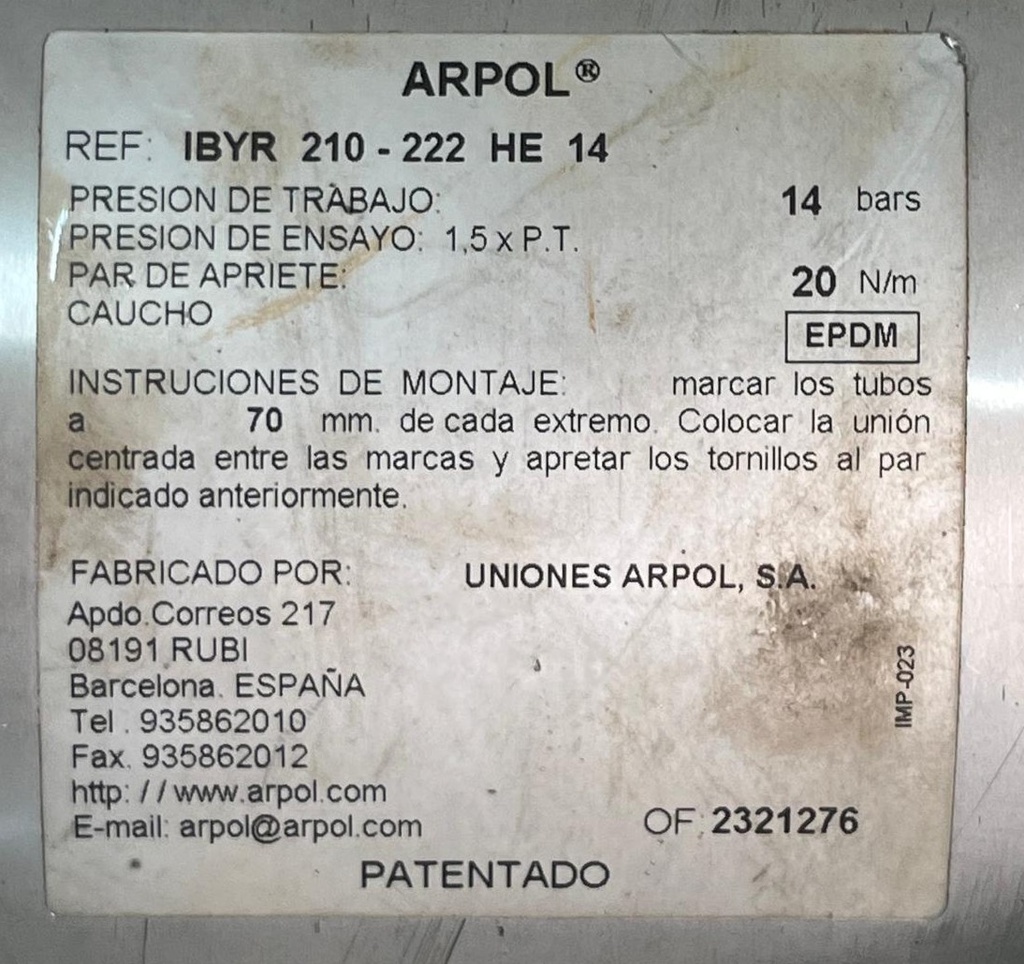 ARPOL®
REF: IBYR 210 - 222 HE 14
PRESION DE TRABAJO: 14 bars
PRESION DE ENSAYO: 1,5 x P.T.
PAR DE APRIETE: 20 N/m
CAUCHO EPDM
INSTRUCIONES DE MONTAJE: marcar los tubos
a 70 mm. de cada extremo. Colocar la unión
centrada entre las marcas y apretar los tornillos al par
indicado anteriormente.
FABRICADO POR: UNIONES ARPOL, S.A.
Apdo.Correos 217
08191 RUBI
Barcelona. ESPAÑA
Tel . 935862010
Fax. 935862012
http: / / www.arpol.com
E-mail: arpol@arpol.com
OF: 2321276
IMP-023
PATENTADO